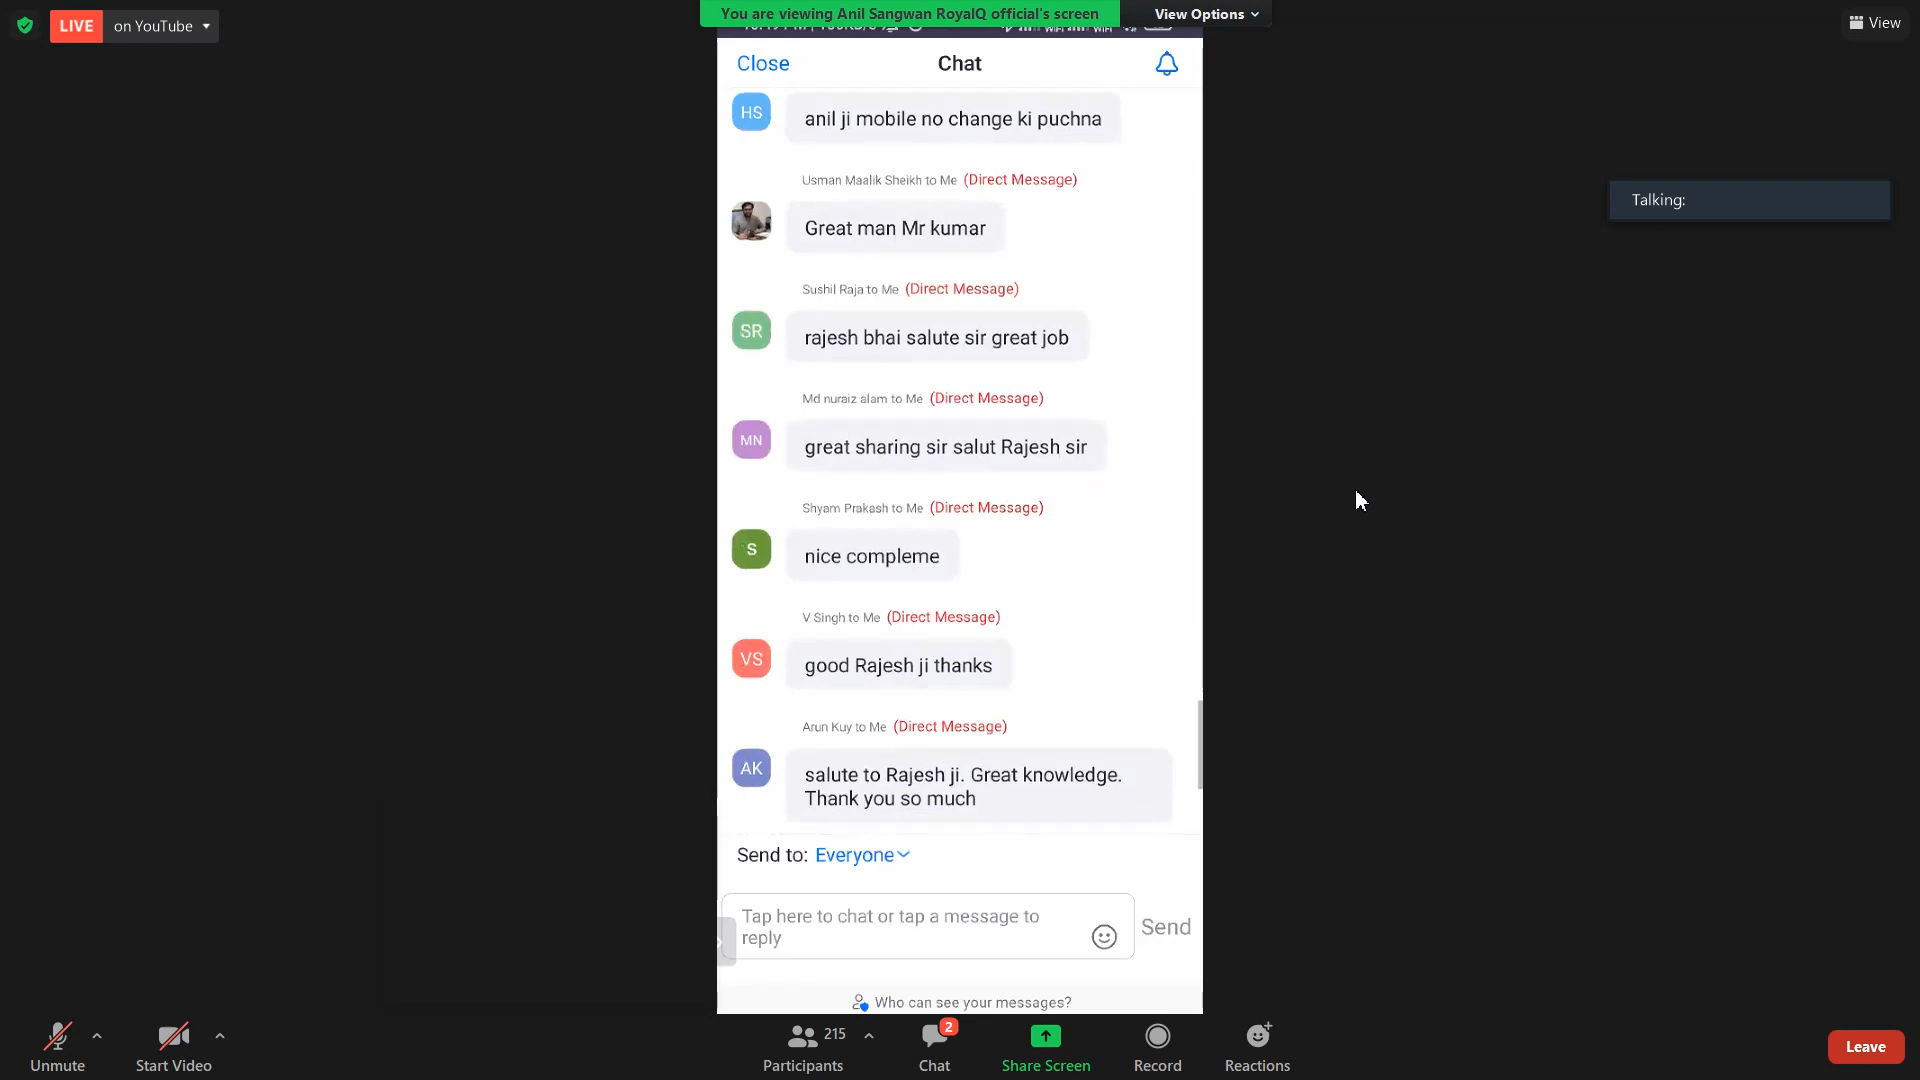 LIVE on YouTube
You are viewing Anil Sangwan RoyalQ official's screen
View Options
View
Close
Chat
HS
anil ji mobile no change ki puchna
Usman Maalik Sheikh to Me (Direct Message)
Great man Mr kumar
Sushil Raja to Me (Direct Message)
SR
rajesh bhai salute sir great job
Md nuraiz alam to Me (Direct Message)
MN
great sharing sir salut Rajesh sir
Shyam Prakash to Me (Direct Message)
S
nice compleme
V Singh to Me (Direct Message)
VS
good Rajesh ji thanks
Arun Kuy to Me (Direct Message)
AK
salute to Rajesh ji. Great knowledge.
Thank you so much
Send to: Everyone
Tap here to chat or tap a message to
reply
Send
Who can see your messages?
Talking:
Unmute
Start Video
215
Participants
2
Chat
Share Screen
Record
Reactions
Leave